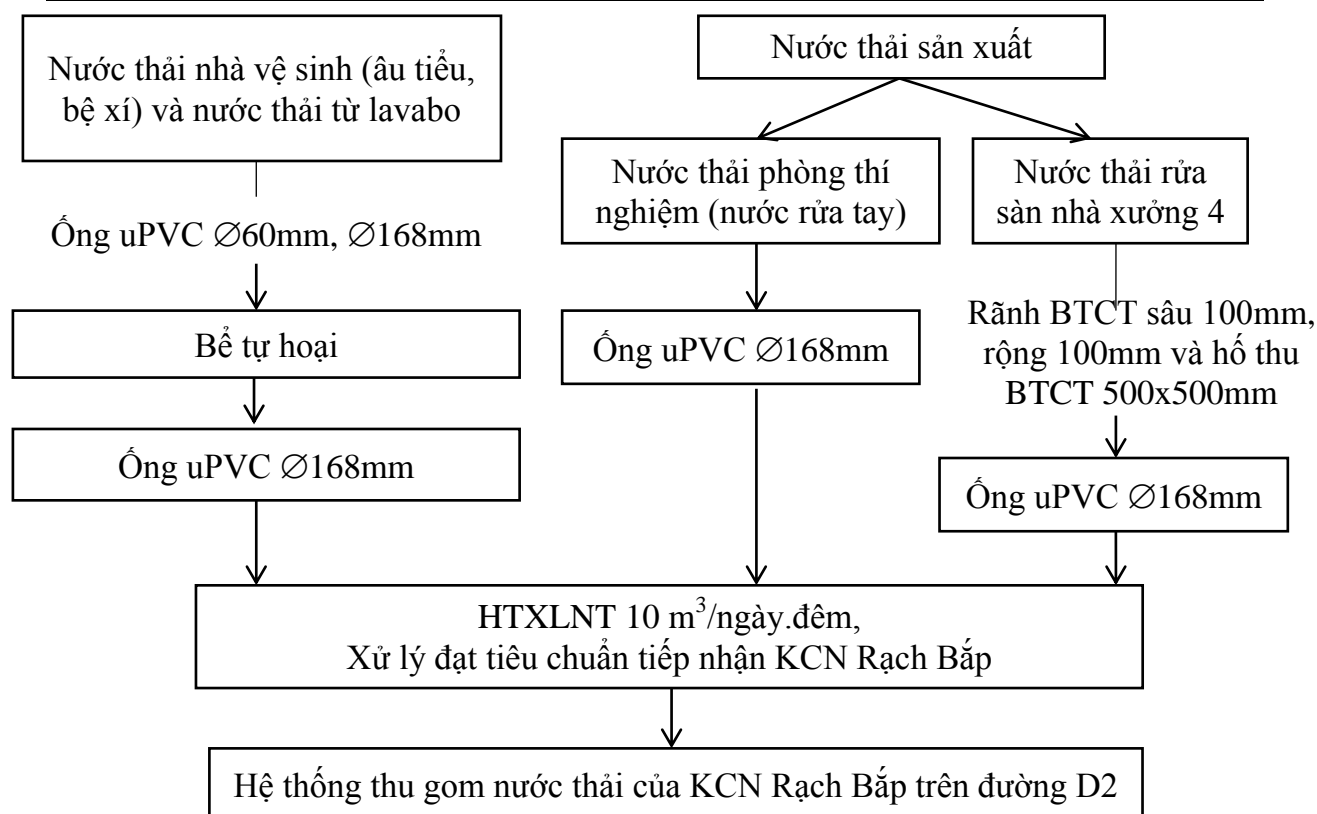 Nước thải nhà vệ sinh (âu tiểu,
bệ xí) và nước thải từ lavabo
Ống uPVC ∅60mm, ∅168mm
Bể tự hoại
Ống uPVC ∅168mm
Nước thải sản xuất
Nước thải phòng thí
nghiệm (nước rửa tay)
Ống uPVC ∅168mm
Nước thải rửa
sàn nhà xưởng 4
Rãnh BTCT sâu 100mm,
rộng 100mm và hố thu
BTCT 500x500mm
Ống uPVC ∅168mm
HTXLNT 10 m³/ngày.đêm,
Xử lý đạt tiêu chuẩn tiếp nhận KCN Rạch Bắp
Hệ thống thu gom nước thải của KCN Rạch Bắp trên đường D2